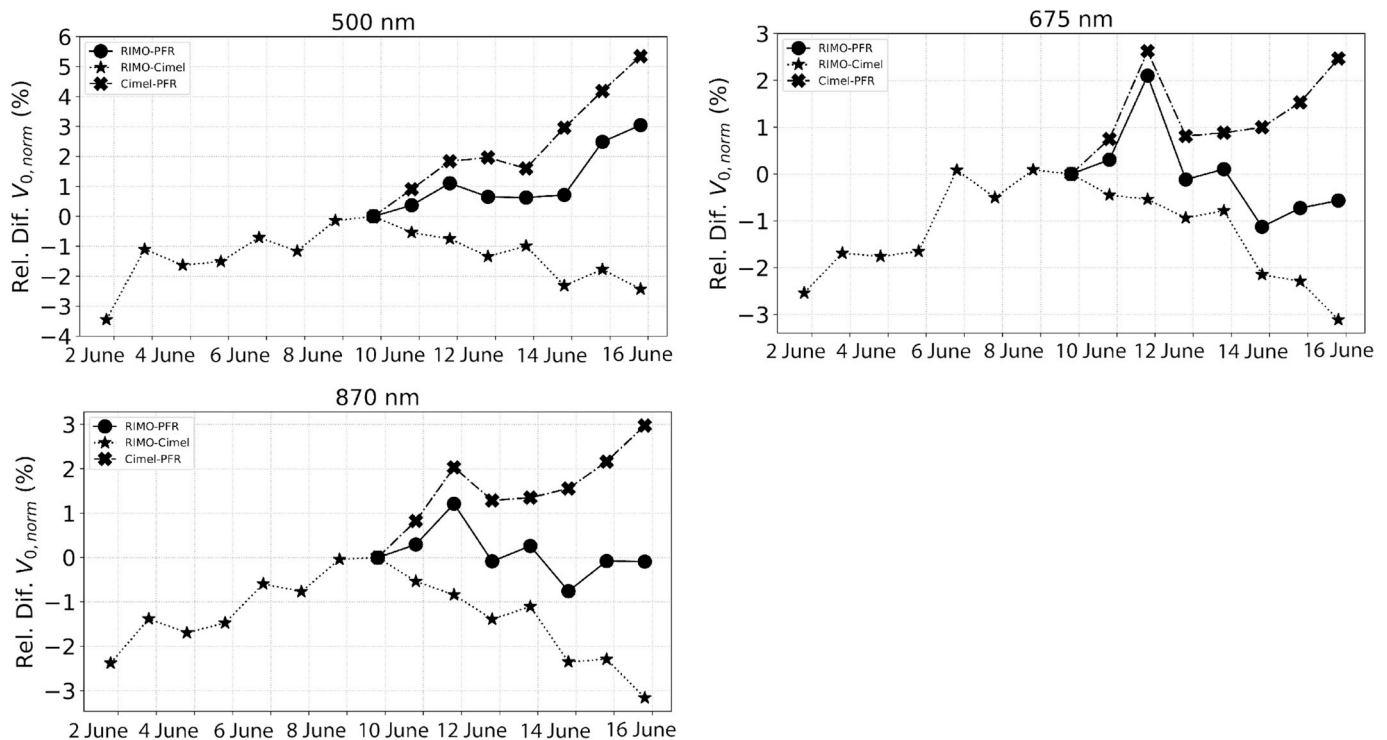 500 nm
Rel. Dif. V0,norm (%)
6
5
4
3
2
1
0
−1
−2
−3
−4
RIMO-PFR
RIMO-Cimel
Cimel-PFR
2 June 4 June 6 June 8 June 10 June 12 June 14 June 16 June
675 nm
Rel. Dif. V0,norm (%)
3
2
1
0
−1
−2
−3
RIMO-PFR
RIMO-Cimel
Cimel-PFR
2 June 4 June 6 June 8 June 10 June 12 June 14 June 16 June
870 nm
Rel. Dif. V0,norm (%)
3
2
1
0
−1
−2
−3
RIMO-PFR
RIMO-Cimel
Cimel-PFR
2 June 4 June 6 June 8 June 10 June 12 June 14 June 16 June